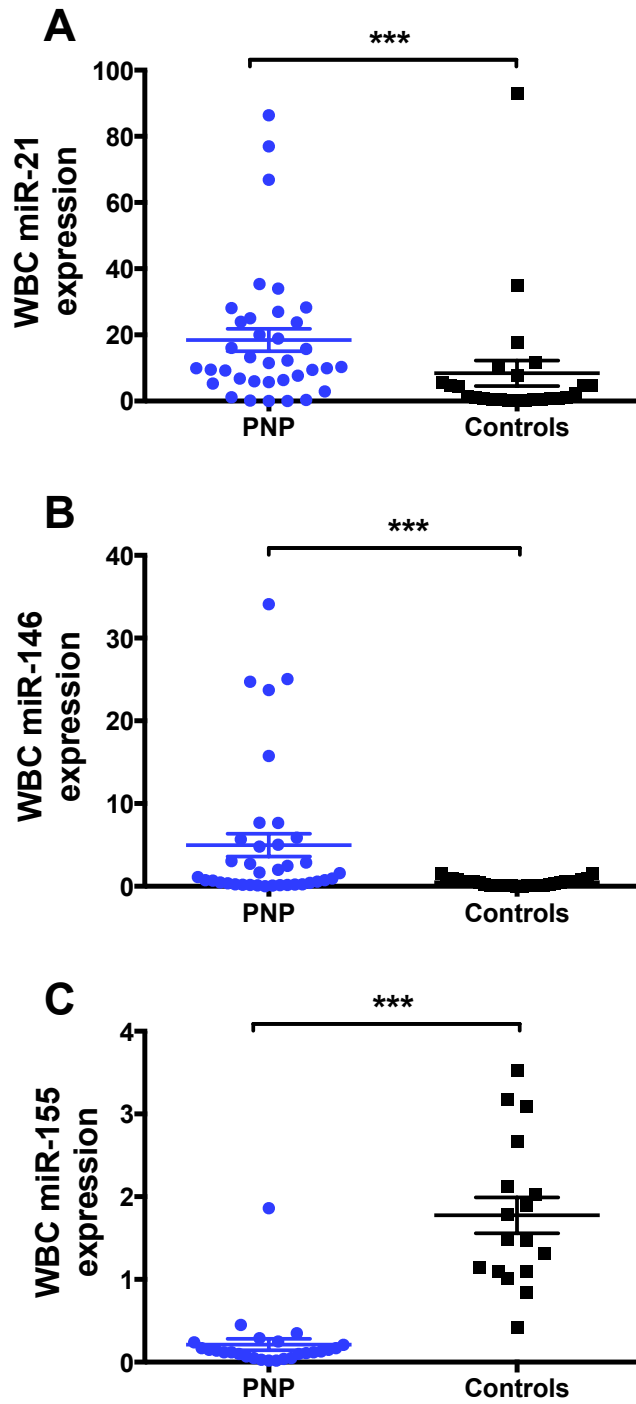 A
***
WBC miR-21
expression
100
80
60
40
20
0
PNP
Controls
B
***
WBC miR-146
expression
40
30
20
10
0
PNP
Controls
C
***
WBC miR-155
expression
4
3
2
1
0
PNP
Controls